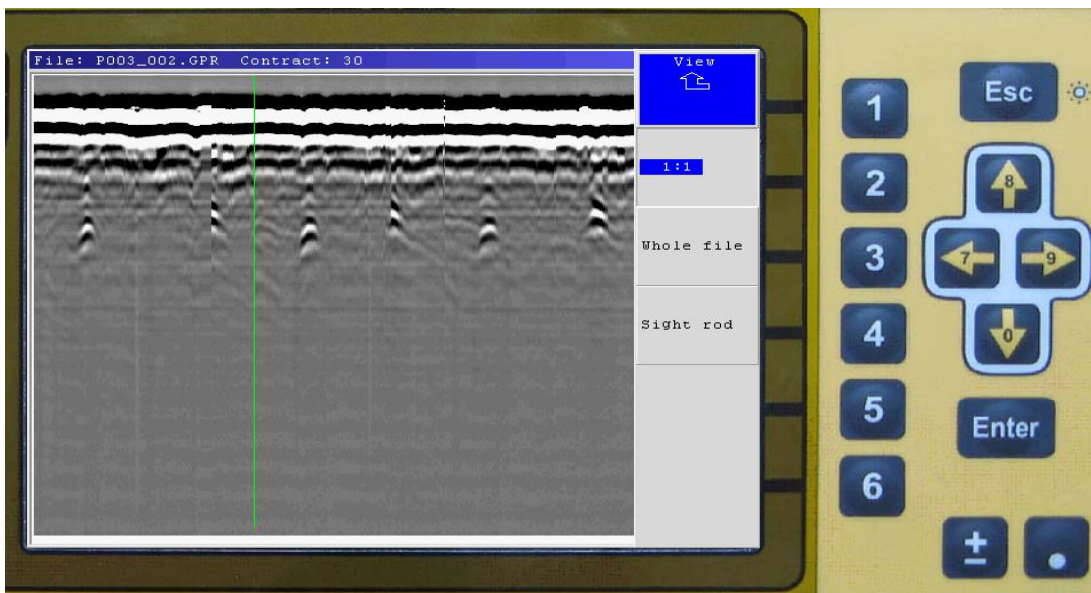 File: P003_002.GPR Contract: 30
View
1:1
Whole file
Sight rod
1
2
3
4
5
6
Esc
8
7
9
0
Enter
±
.